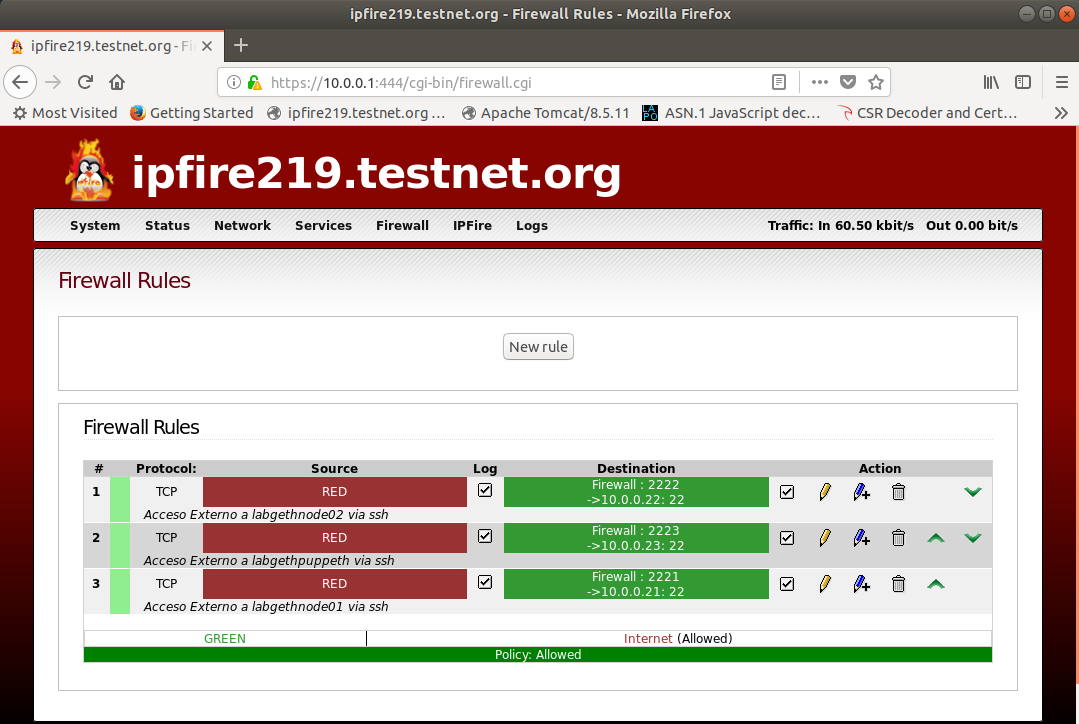 ipfire219.testnet.org - Firewall Rules - Mozilla Firefox
ipfire219.testnet.org - Fi
https://10.0.0.1:444/cgi-bin/firewall.cgi
Most Visited Getting Started ipfire219.testnet.org ... Apache Tomcat/8.5.11 ASN.1 JavaScript dec... CSR Decoder and Cert...
ipfire219.testnet.org
System Status Network Services Firewall IPFire Logs Traffic: In 60.50 kbit/s Out 0.00 bit/s
Firewall Rules
New rule
Firewall Rules
# Protocol: Source Log Destination Action
1 TCP RED Firewall : 2222
->10.0.0.22: 22
Acceso Externo a labgethnode02 via ssh
2 TCP RED Firewall : 2223
->10.0.0.23: 22
Acceso Externo a labgethpuppeth via ssh
3 TCP RED Firewall : 2221
->10.0.0.21: 22
Acceso Externo a labgethnode01 via ssh
GREEN Internet (Allowed)
Policy: Allowed